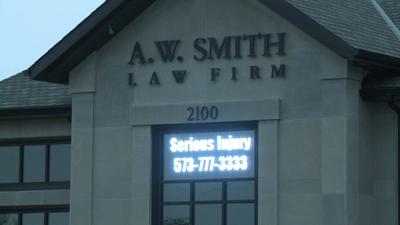 A.W. SMITH
LAW FIRM
2100
Serious Injury
573-777-3333